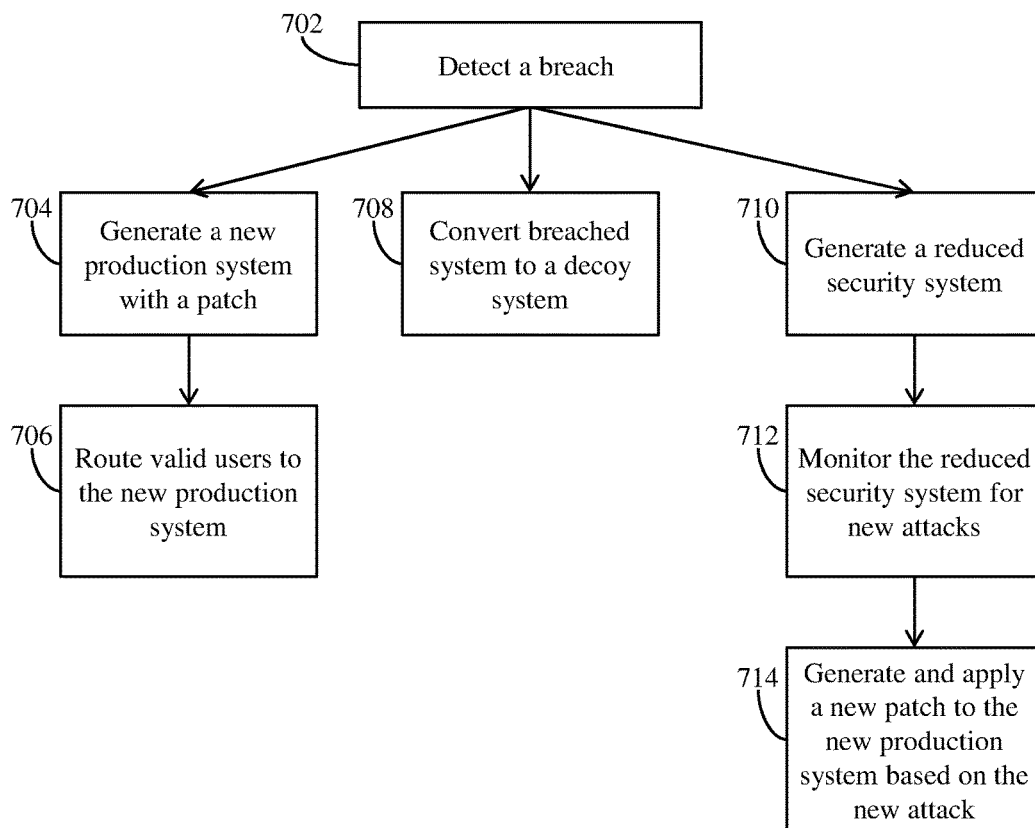 702
Detect a breach
704
Generate a new
production system
with a patch
708
Convert breached
system to a decoy
system
710
Generate a reduced
security system
706
Route valid users to
the new production
system
712
Monitor the reduced
security system for
new attacks
714
Generate and apply
a new patch to the
new production
system based on the
new attack